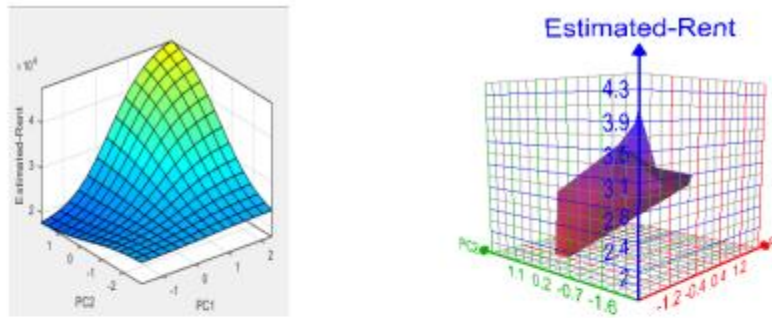 × 10⁴
4
3
2
Estimated-Rent
1
0
-1
-2
PC2
-1
0
1
2
PC1
Estimated-Rent
4.3
3.9
3.5
3.1
2.8
2.4
2
PC2
1.1 0.2 -0.7 -1.6
-1.2 -0.4 0.4 1.2